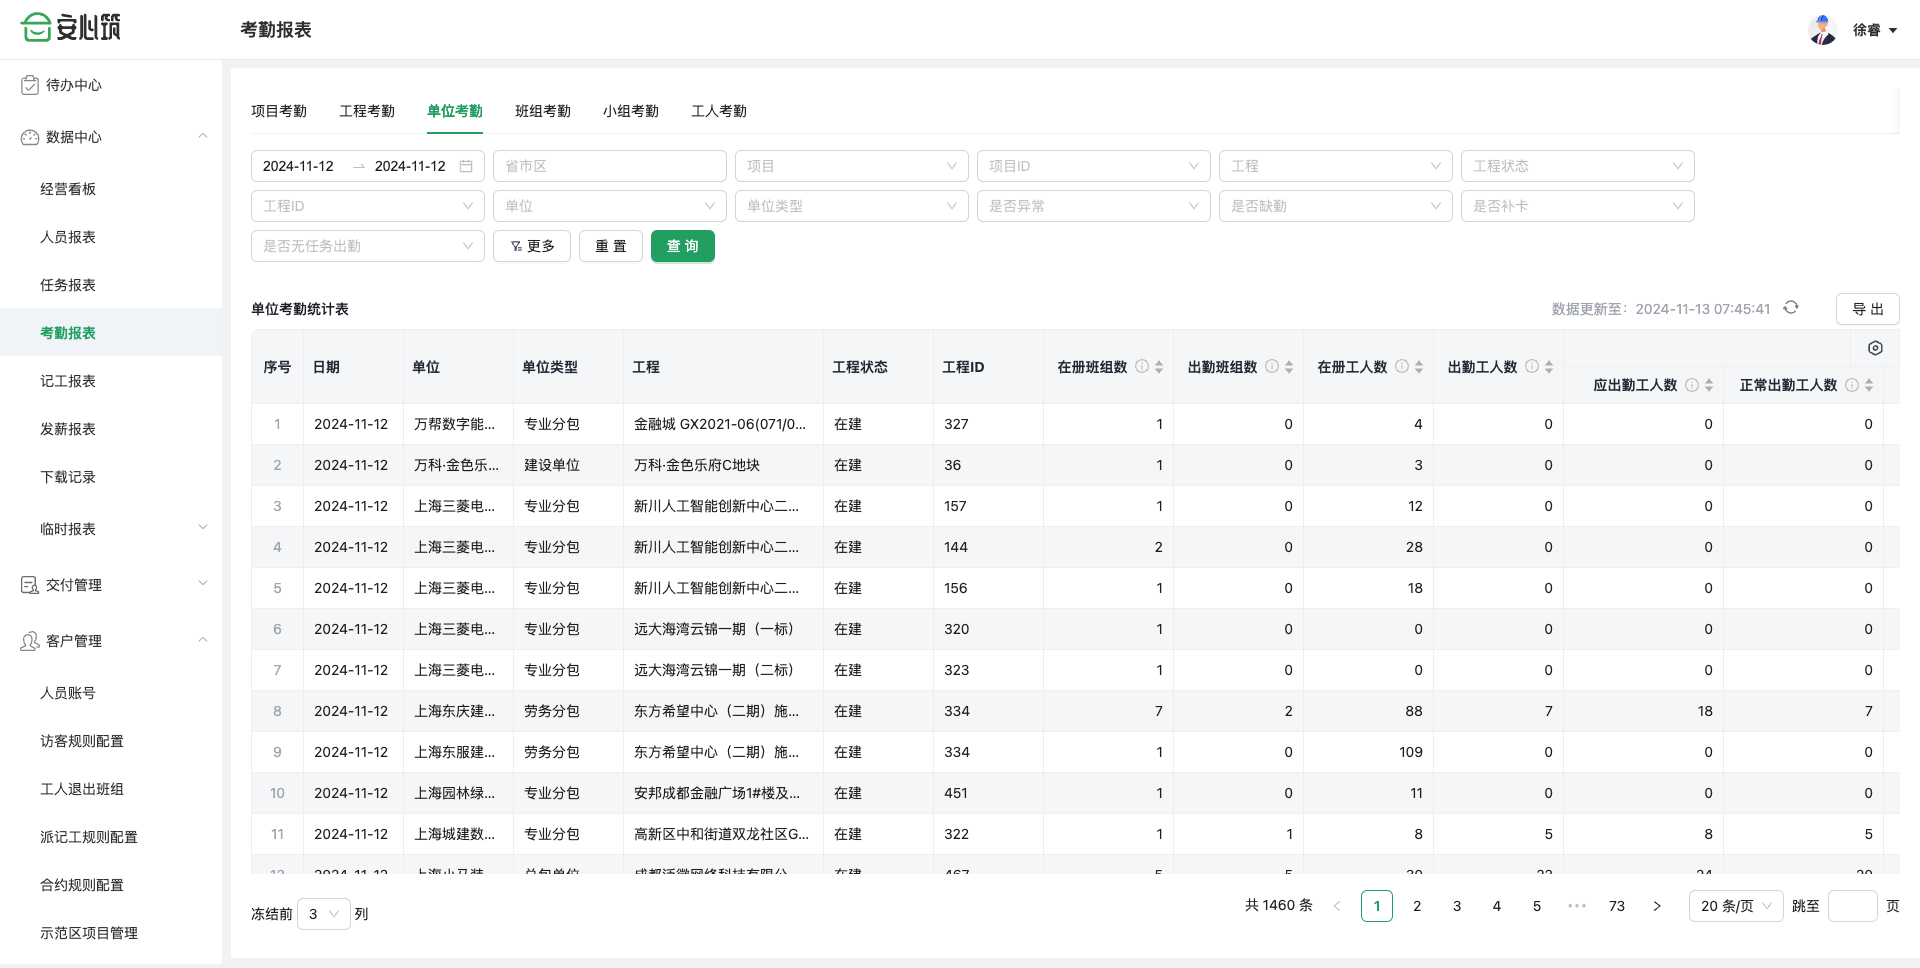 安心筑
考勤报表
徐睿
待办中心
数据中心
经营看板
人员报表
任务报表
考勤报表
记工报表
发薪报表
下载记录
临时报表
交付管理
客户管理
人员账号
访客规则配置
工人退出班组
派记工规则配置
合约规则配置
示范区项目管理
项目考勤 工程考勤 单位考勤 班组考勤 小组考勤 工人考勤
2024-11-12 → 2024-11-12 省市区 项目 项目ID 工程 工程状态
工程ID 单位 单位类型 是否异常 是否缺勤 是否补卡
是否无任务出勤 更多 重 置 查 询
单位考勤统计表 数据更新至：2024-11-13 07:45:41 导 出
序号 日期 单位 单位类型 工程 工程状态 工程ID 在册班组数 出勤班组数 在册工人数 出勤工人数
应出勤工人数 正常出勤工人数
1 2024-11-12 万帮数字能... 专业分包 金融城 GX2021-06(071/0... 在建 327 1 0 4 0 0 0
2 2024-11-12 万科·金色乐... 建设单位 万科·金色乐府C地块 在建 36 1 0 3 0 0 0
3 2024-11-12 上海三菱电... 专业分包 新川人工智能创新中心二... 在建 157 1 0 12 0 0 0
4 2024-11-12 上海三菱电... 专业分包 新川人工智能创新中心二... 在建 144 2 0 28 0 0 0
5 2024-11-12 上海三菱电... 专业分包 新川人工智能创新中心二... 在建 156 1 0 18 0 0 0
6 2024-11-12 上海三菱电... 专业分包 远大海湾云锦一期（一标） 在建 320 1 0 0 0 0 0
7 2024-11-12 上海三菱电... 专业分包 远大海湾云锦一期（二标） 在建 323 1 0 0 0 0 0
8 2024-11-12 上海东庆建... 劳务分包 东方希望中心（二期）施... 在建 334 7 2 88 7 18 7
9 2024-11-12 上海东服建... 劳务分包 东方希望中心（二期）施... 在建 334 1 0 109 0 0 0
10 2024-11-12 上海园林绿... 专业分包 安邦成都金融广场1#楼及... 在建 451 1 0 11 0 0 0
11 2024-11-12 上海城建数... 专业分包 高新区中和街道双龙社区G... 在建 322 1 1 8 5 8 5
冻结前 3 列
共 1460 条 < 1 2 3 4 5 ••• 73 > 20 条/页 跳至 页